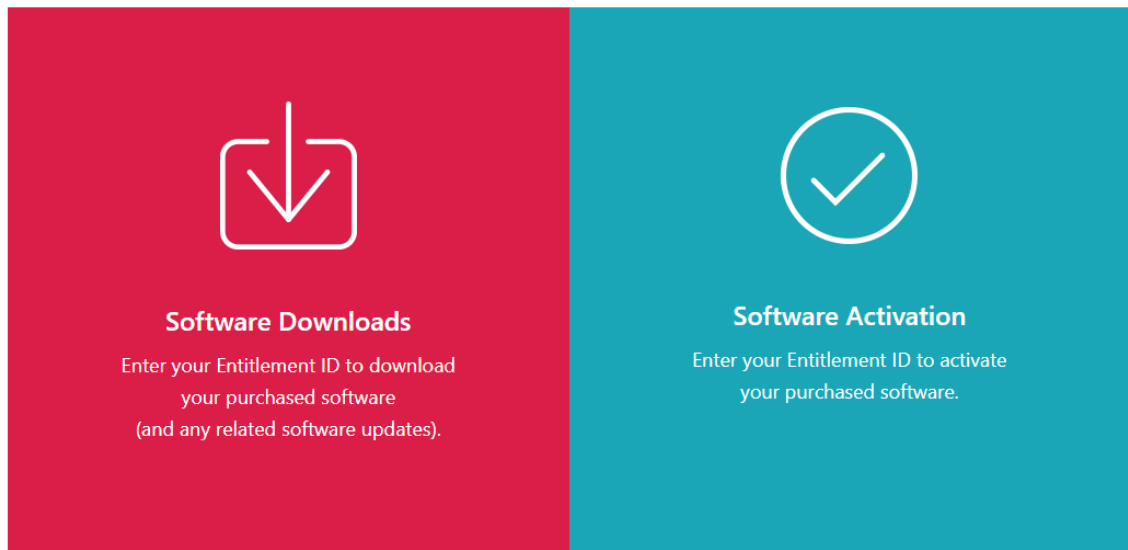 Software Downloads
Enter your Entitlement ID to download
your purchased software
(and any related software updates).
Software Activation
Enter your Entitlement ID to activate
your purchased software.